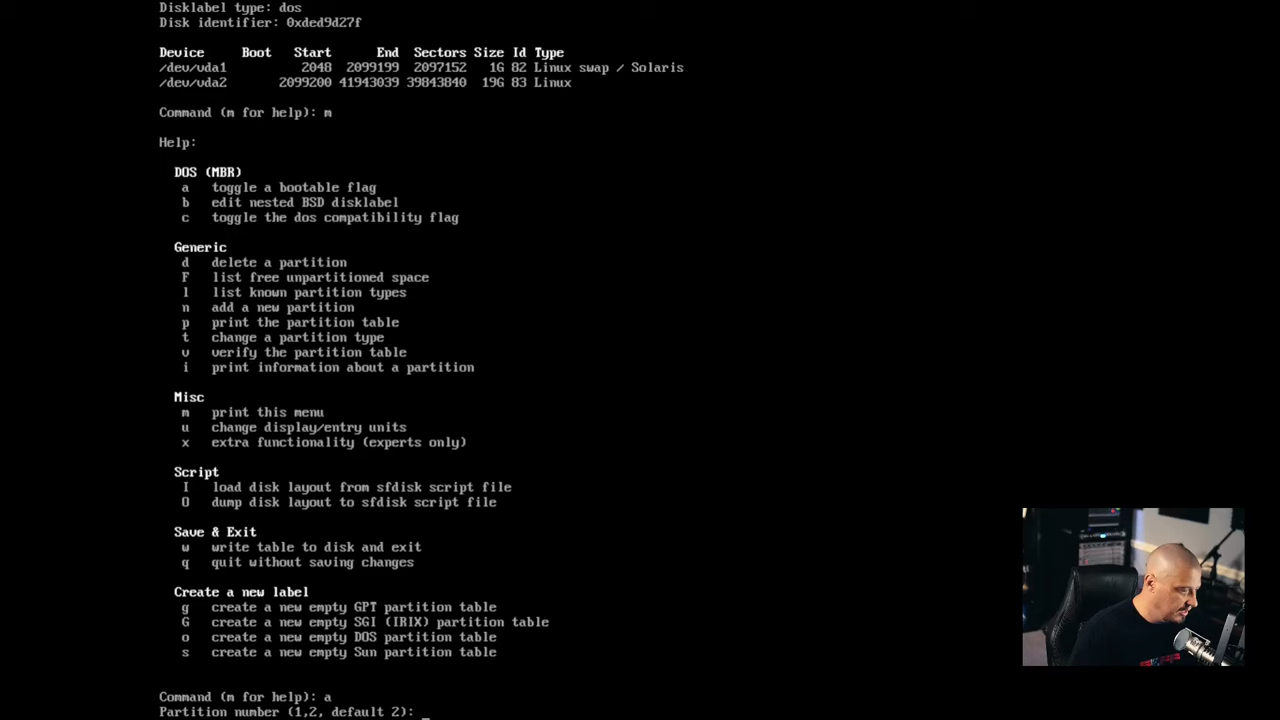 Disklabel type: dos
Disk identifier: 0xded9d27f
Device Boot Start End Sectors Size Id Type
/dev/vda1 2048 2099199 2097152 1G 82 Linux swap / Solaris
/dev/vda2 2099200 41943039 39843840 19G 83 Linux
Command (m for help): m
Help:
DOS (MBR)
a toggle a bootable flag
b edit nested BSD disklabel
c toggle the dos compatibility flag
Generic
d delete a partition
F list free unpartitioned space
l list known partition types
n add a new partition
p print the partition table
t change a partition type
v verify the partition table
i print information about a partition
Misc
m print this menu
u change display/entry units
x extra functionality (experts only)
Script
I load disk layout from sfdisk script file
O dump disk layout to sfdisk script file
Save & Exit
w write table to disk and exit
q quit without saving changes
Create a new label
g create a new empty GPT partition table
G create a new empty SGI (IRIX) partition table
o create a new empty DOS partition table
s create a new empty Sun partition table
Command (m for help): a
Partition number (1,2, default 2): _